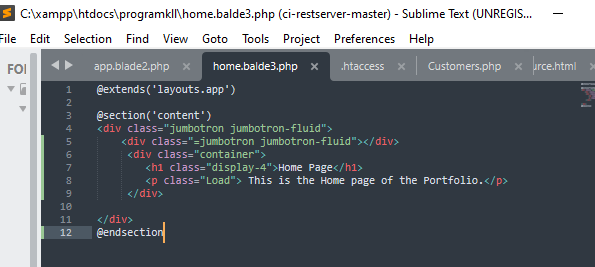 C:\xampp\htdocs\programkll\home.balde3.php (ci-restserver-master) - Sublime Text (UNREGIS
File Edit Selection Find View Goto Tools Project Preferences Help
FO
app.blade2.php × home.balde3.php × .htaccess × Customers.php × urce.html ×
1 @extends('layouts.app')
2
3 @section('content')
4 <div class="jumbotron jumbotron-fluid">
5 <div class="=jumbotron jumbotron-fluid"></div>
6 <div class="container">
7 <h1 class="display-4">Home Page</h1>
8 <p class="Load"> This is the Home page of the Portfolio.</p>
9 </div>
10
11 </div>
12 @endsection